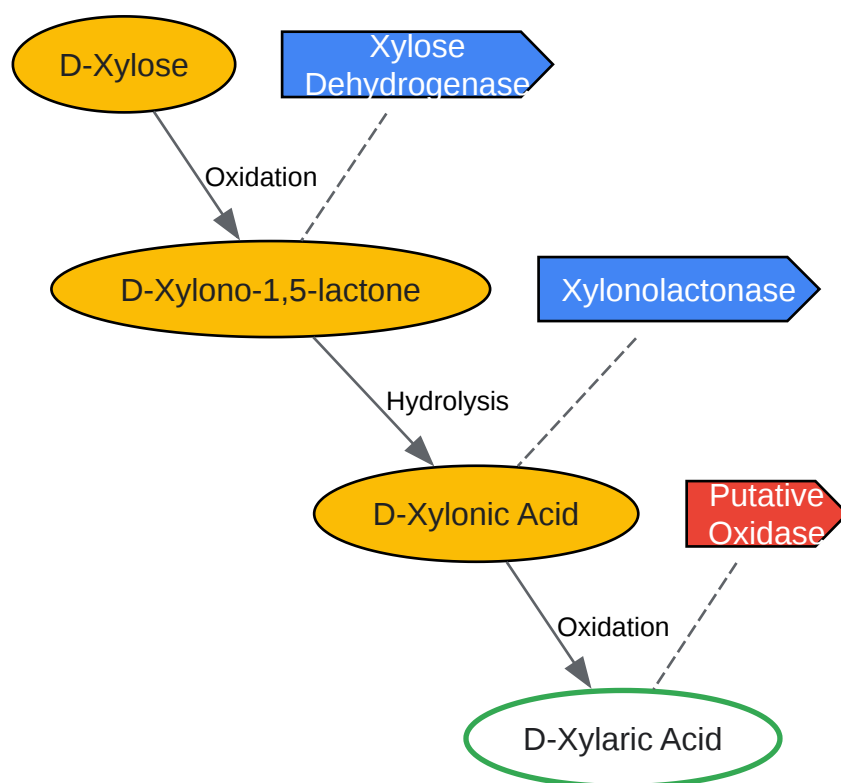 D-Xylose
Xylose
Dehydrogenase
Oxidation
D-Xylono-1,5-lactone
Xylonolactonase
Hydrolysis
D-Xylonic Acid
Putative
Oxidase
Oxidation
D-Xylaric Acid